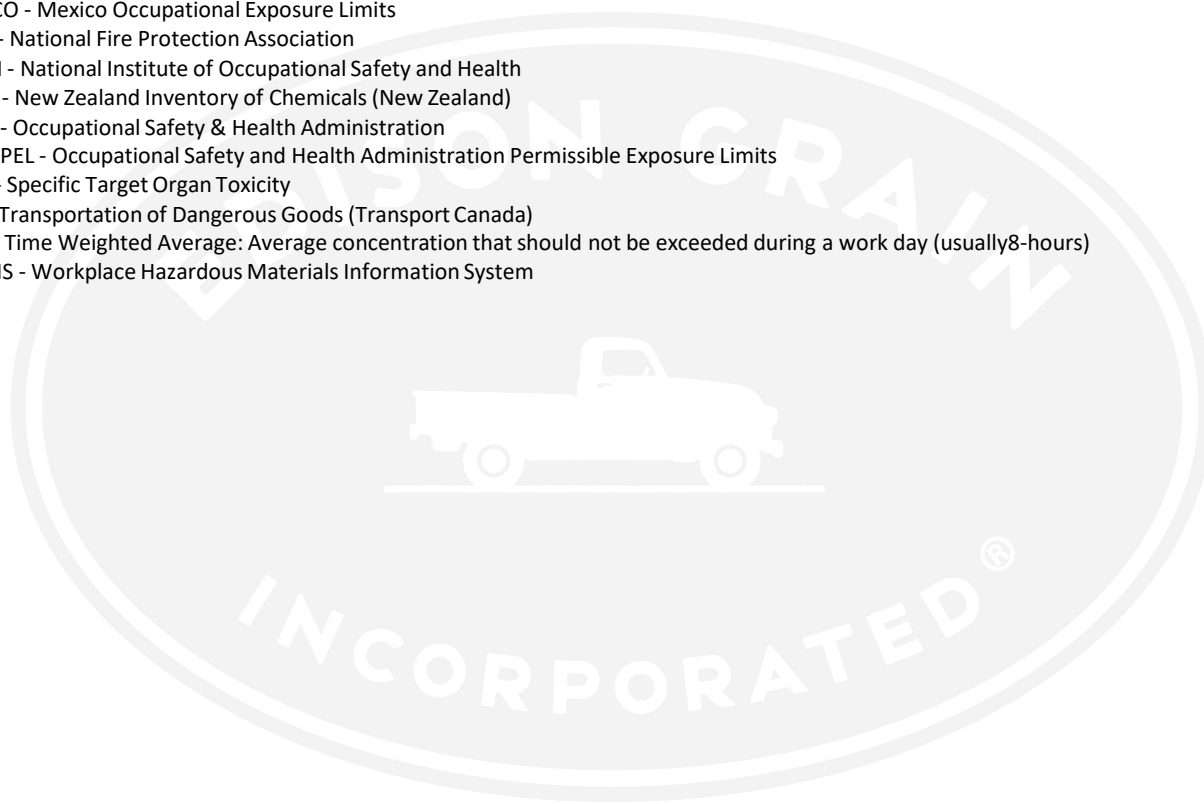 CO - Mexico Occupational Exposure Limits
- National Fire Protection Association
- National Institute of Occupational Safety and Health
- New Zealand Inventory of Chemicals (New Zealand)
- Occupational Safety & Health Administration
PEL - Occupational Safety and Health Administration Permissible Exposure Limits
- Specific Target Organ Toxicity
Transportation of Dangerous Goods (Transport Canada)
Time Weighted Average: Average concentration that should not be exceeded during a work day (usually8-hours)
IS - Workplace Hazardous Materials Information System
EDISON GRAIN
INCORPORATED®